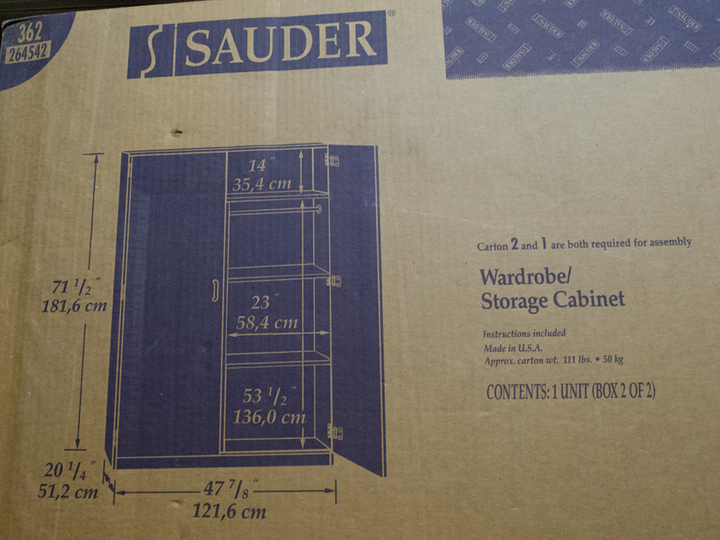 362
264542
SAUDER®
14"
35,4 cm
71 1/2"
181,6 cm
23"
58,4 cm
53 1/2"
136,0 cm
20 1/4"
51,2 cm
47 7/8"
121,6 cm
Carton 2 and 1 are both required for assembly
Wardrobe/
Storage Cabinet
Instructions included
Made in U.S.A.
Approx. carton wt. 111 lbs. • 50 kg
CONTENTS: 1 UNIT (BOX 2 OF 2)